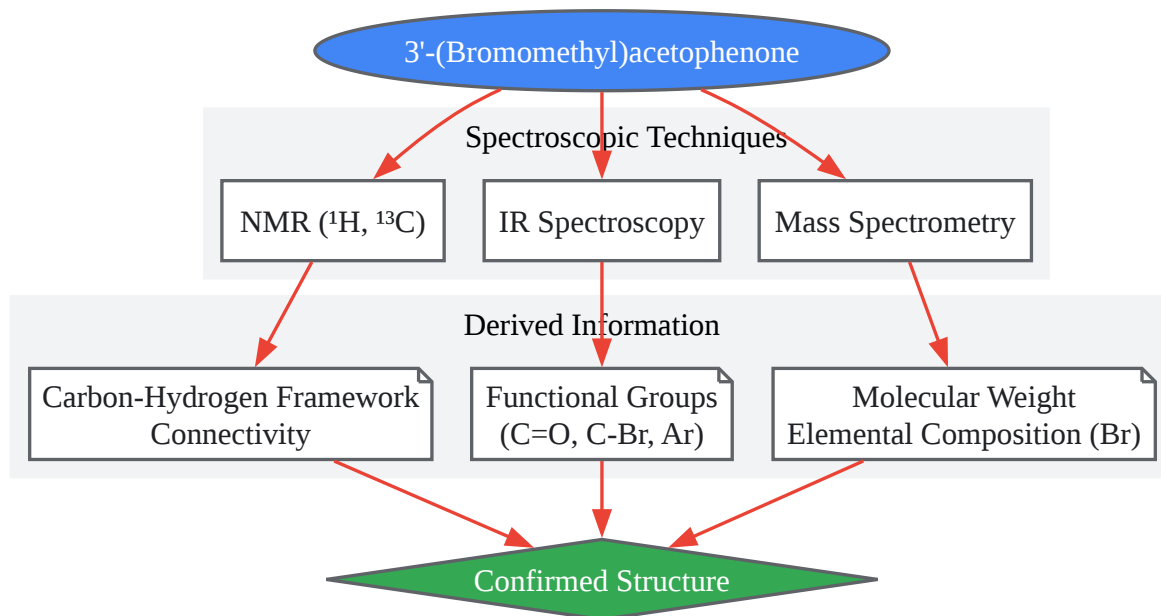 3'-(Bromomethyl)acetophenone
Spectroscopic Techniques
NMR (¹H, ¹³C)
IR Spectroscopy
Mass Spectrometry
Derived Information
Carbon-Hydrogen Framework
Connectivity
Functional Groups
(C=O, C-Br, Ar)
Molecular Weight
Elemental Composition (Br)
Confirmed Structure